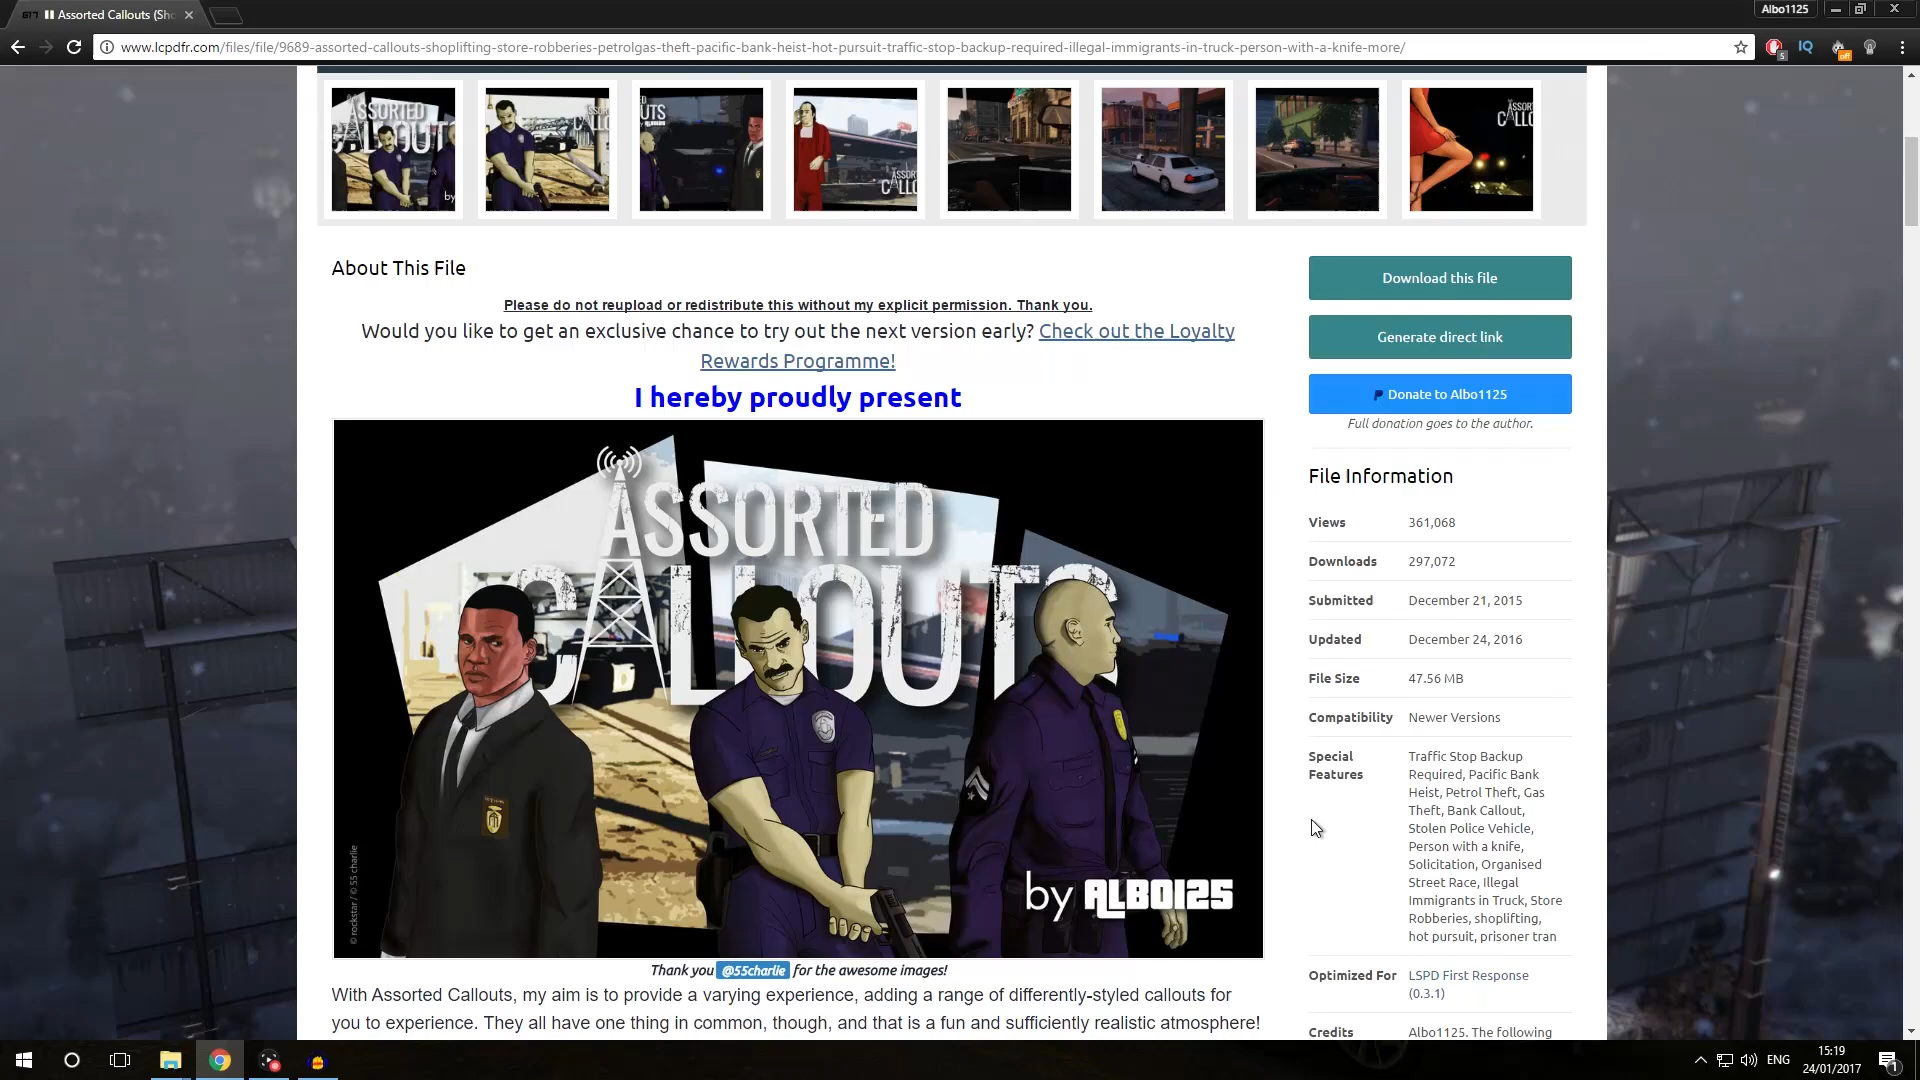 Assorted Callouts (Sho
Albo1125
www.lcpdfr.com/files/file/9689-assorted-callouts-shoplifting-store-robberies-petrolgas-theft-pacific-bank-heist-hot-pursuit-traffic-stop-backup-required-illegal-immigrants-in-truck-person-with-a-knife-more/
5
IQ
off
ASSORTED
CALLOUTS
by
About This File
Please do not reupload or redistribute this without my explicit permission. Thank you.
Would you like to get an exclusive chance to try out the next version early? Check out the Loyalty
Rewards Programme!
I hereby proudly present
ASSORTED
CALLOUTS
by ALBO1125
© rockstar / © 55 charlie
Thank you @55charlie for the awesome images!
With Assorted Callouts, my aim is to provide a varying experience, adding a range of differently-styled callouts for
you to experience. They all have one thing in common, though, and that is a fun and sufficiently realistic atmosphere!
Download this file
Generate direct link
Donate to Albo1125
Full donation goes to the author.
File Information
Views 361,068
Downloads 297,072
Submitted December 21, 2015
Updated December 24, 2016
File Size 47.56 MB
Compatibility Newer Versions
Special Features Traffic Stop Backup
Required, Pacific Bank
Heist, Petrol Theft, Gas
Theft, Bank Callout,
Stolen Police Vehicle,
Person with a knife,
Solicitation, Organised
Street Race, Illegal
Immigrants in Truck, Store
Robberies, shoplifting,
hot pursuit, prisoner tran
Optimized For LSPD First Response
(0.3.1)
Credits Albo1125. The following
ENG
15:19
24/01/2017
1